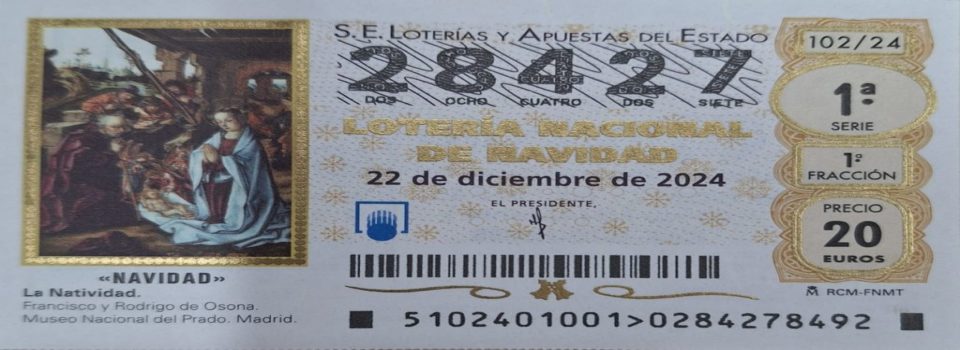 S.E. LOTERÍAS Y APUESTAS DEL ESTADO
28427
DOS OCHO CUATRO DOS SIETE
LOTERÍA NACIONAL
DE NAVIDAD
22 de diciembre de 2024
EL PRESIDENTE,
102/24
1ª
SERIE
1ª
FRACCIÓN
PRECIO
20
EUROS
RCM-FNMT
«NAVIDAD»
La Natividad.
Francisco y Rodrigo de Osona.
Museo Nacional del Prado. Madrid.
5102401001>0284278492